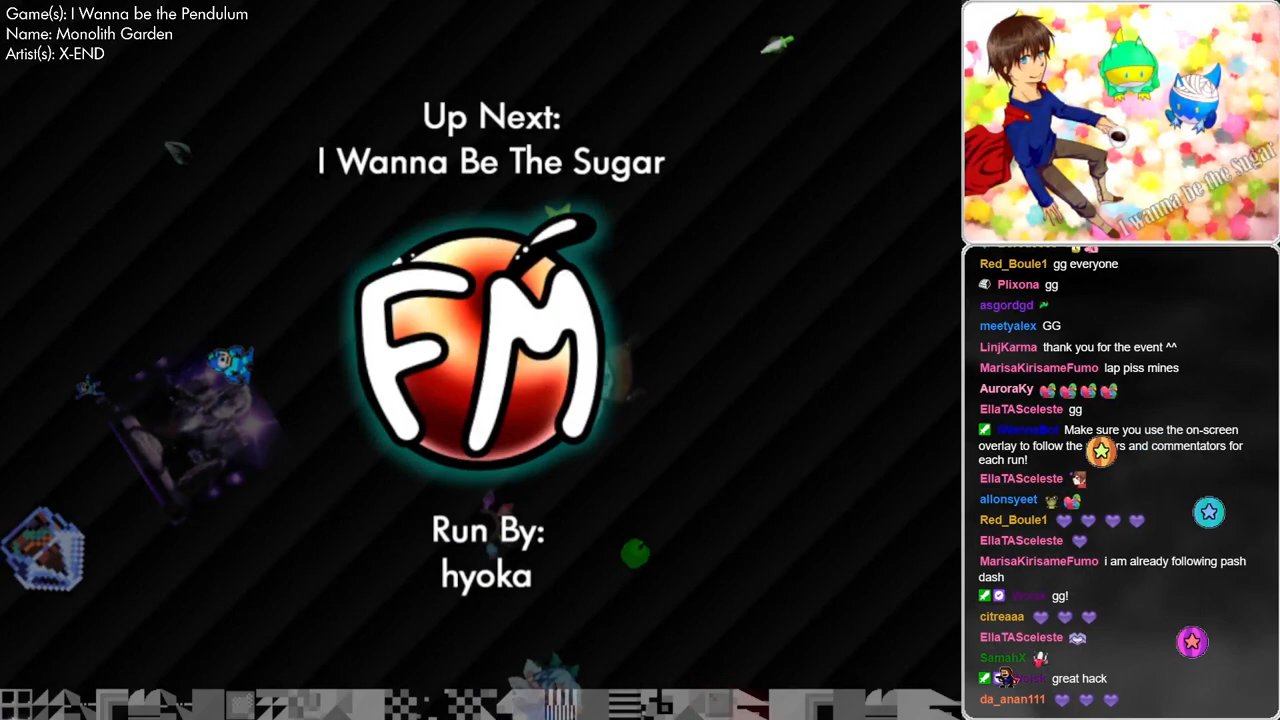 Game(s): I Wanna be the Pendulum
Name: Monolith Garden
Artist(s): X-END
Up Next:
I Wanna Be The Sugar
FM
Run By:
hyoka
I wanna be the Sugar
Red_Boule1 gg everyone
Plixona gg
asgordgd
meetyalex GG
LinjKarma thank you for the event ^^
MarisaKirisameFumo lap piss mines
AuroraKy
EllaTASceleste gg
Make sure you use the on-screen
overlay to follow the rs and commentators for
each run!
EllaTASceleste
allonsyeet
Red_Boule1
EllaTASceleste
MarisaKirisameFumo i am already following pash
dash
gg!
citreaaa
EllaTASceleste
SamahX
great hack
da_anan111